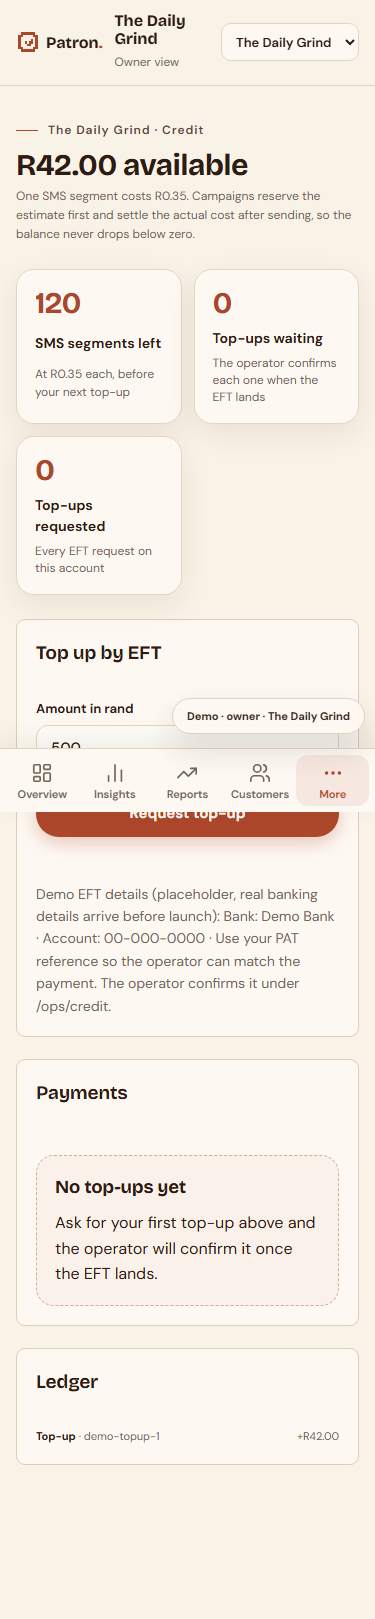 Patron.
The Daily
Grind
Owner view
The Daily Grind
The Daily Grind · Credit
R42.00 available
One SMS segment costs R0.35. Campaigns reserve the
estimate first and settle the actual cost after sending, so the
balance never drops below zero.
120
SMS segments left
At R0.35 each, before
your next top-up
0
Top-ups waiting
The operator confirms
each one when the
EFT lands
0
Top-ups
requested
Every EFT request on
this account
Top up by EFT
Amount in rand
Demo · owner · The Daily Grind
500
Overview
Insights
Reports
Customers
More
Request top-up
Demo EFT details (placeholder, real banking
details arrive before launch): Bank: Demo Bank
· Account: 00-000-0000 · Use your PAT
reference so the operator can match the
payment. The operator confirms it under
/ops/credit.
Payments
No top-ups yet
Ask for your first top-up above and
the operator will confirm it once
the EFT lands.
Ledger
Top-up · demo-topup-1
+R42.00